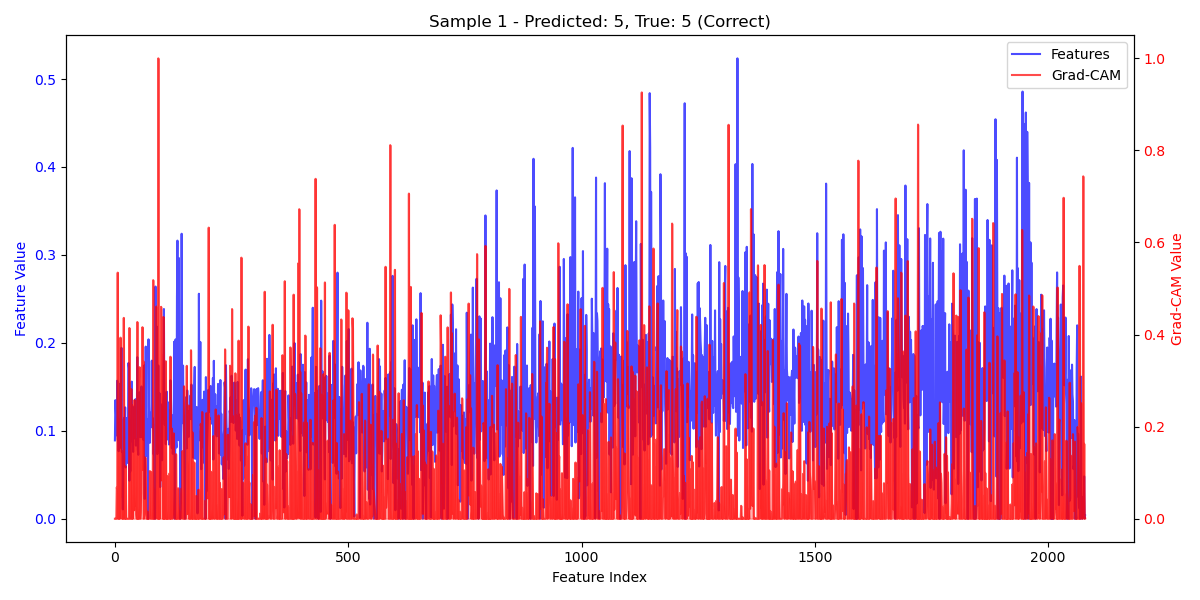 Sample 1 - Predicted: 5, True: 5 (Correct)
Features
Grad-CAM
Feature Value
0.5
0.4
0.3
0.2
0.1
0.0
1.0
0.8
0.6
0.4
0.2
0.0
Grad-CAM Value
0
500
1000
1500
2000
Feature Index